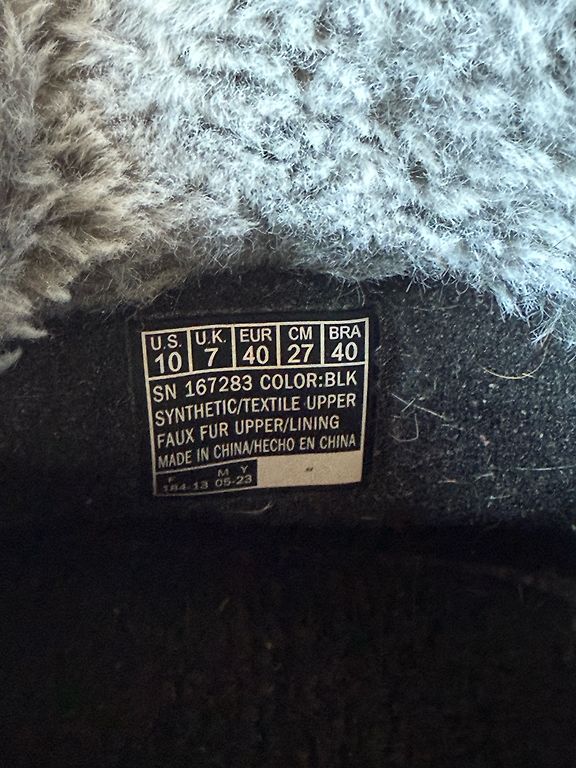 U.S. U.K. EUR CM BRA
10 7 40 27 40
SN 167283 COLOR:BLK
SYNTHETIC/TEXTILE UPPER
FAUX FUR UPPER/LINING
MADE IN CHINA/HECHO EN CHINA
F M Y
184-13 05-23